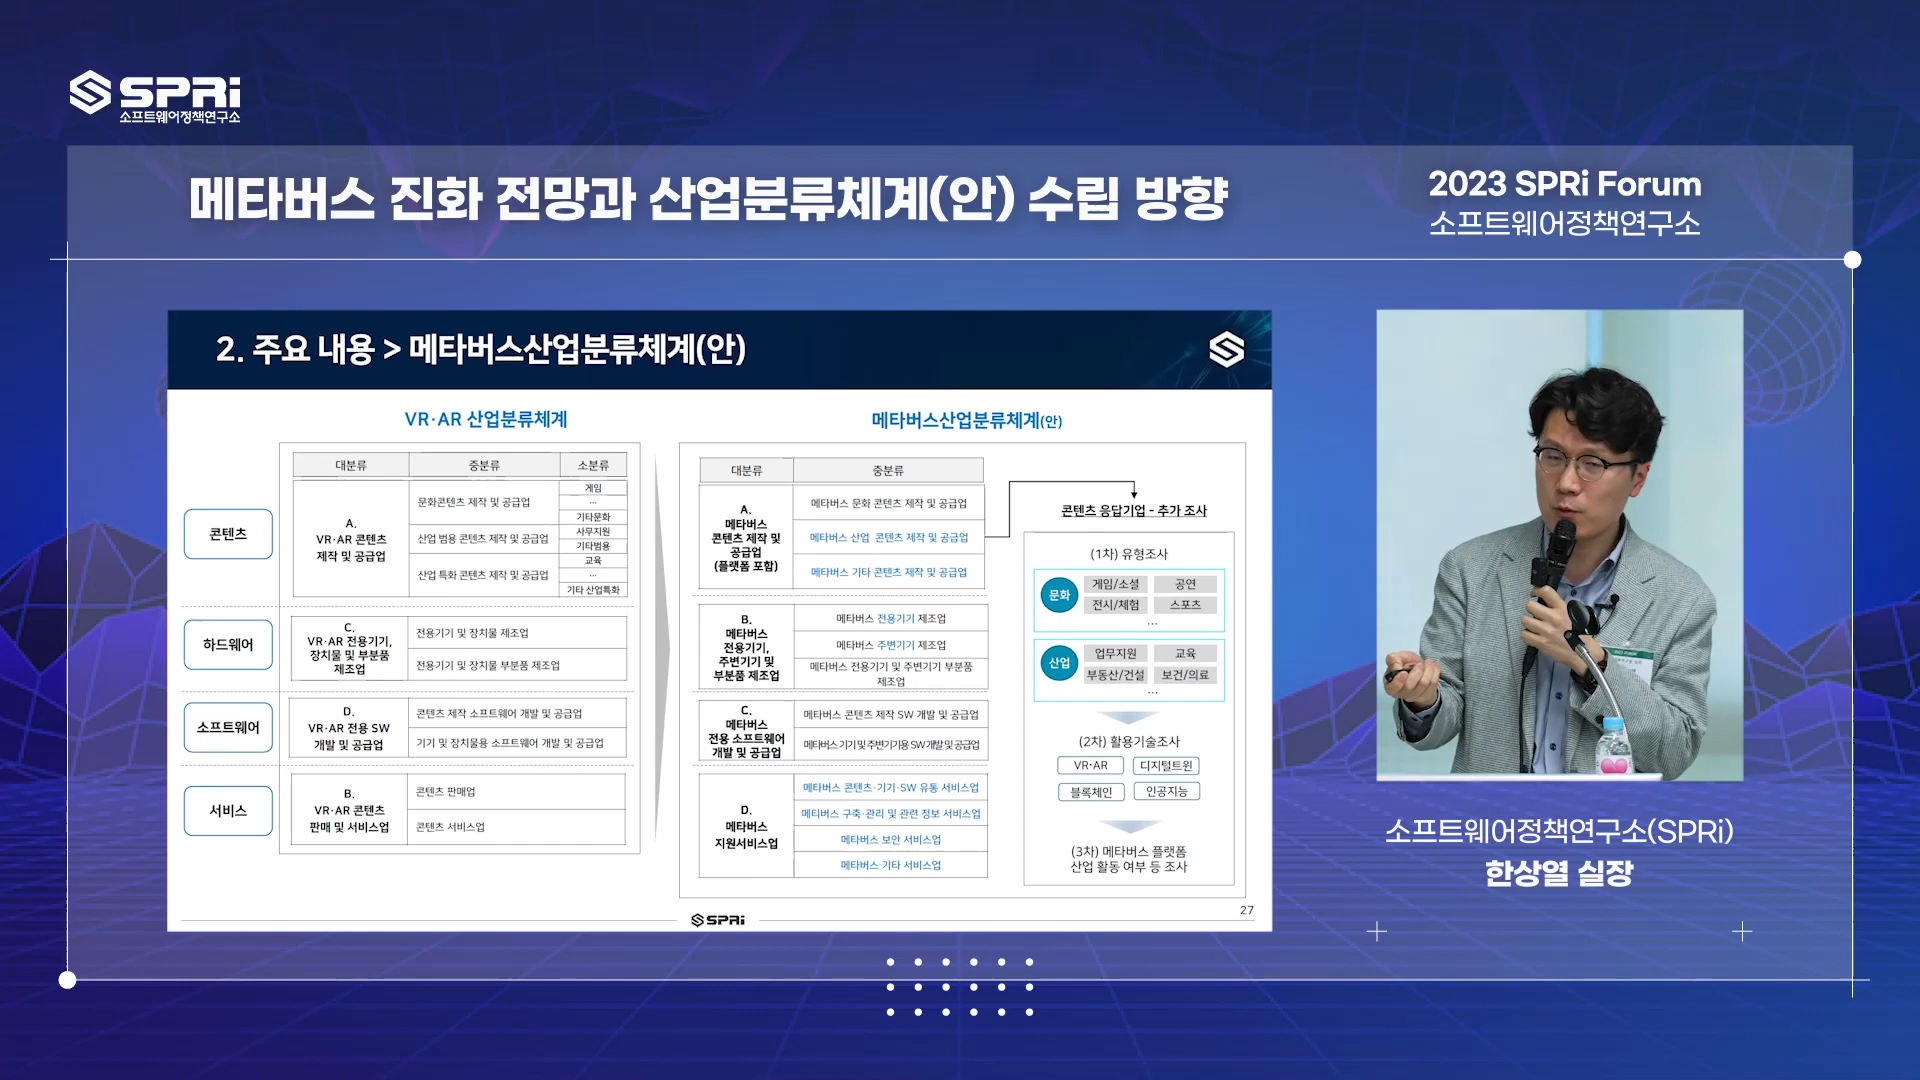 SPRi
소프트웨어정책연구소
메타버스 진화 전망과 산업분류체계(안) 수립 방향
2023 SPRi Forum
소프트웨어정책연구소
2. 주요 내용 > 메타버스산업분류체계(안)
VR·AR 산업분류체계
대분류 중분류 소분류
콘텐츠
A.
VR·AR 콘텐츠
제작 및 공급업
문화콘텐츠 제작 및 공급업
게임
...
기타문화
산업 범용 콘텐츠 제작 및 공급업
사무지원
기타범용
산업 특화 콘텐츠 제작 및 공급업
교육
...
기타 산업특화
하드웨어
C.
VR·AR 전용기기,
장치물 및 부분품
제조업
전용기기 및 장치물 제조업
전용기기 및 장치물 부분품 제조업
소프트웨어
D.
VR·AR 전용 SW
개발 및 공급업
콘텐츠 제작 소프트웨어 개발 및 공급업
기기 및 장치물용 소프트웨어 개발 및 공급업
서비스
B.
VR·AR 콘텐츠
판매 및 서비스업
콘텐츠 판매업
콘텐츠 서비스업
메타버스산업분류체계(안)
대분류 중분류
A.
메타버스
콘텐츠 제작 및
공급업
(플랫폼 포함)
메타버스 문화 콘텐츠 제작 및 공급업
메타버스 산업 콘텐츠 제작 및 공급업
메타버스 기타 콘텐츠 제작 및 공급업
B.
메타버스
전용기기,
주변기기 및
부분품 제조업
메타버스 전용기기 제조업
메타버스 주변기기 제조업
메타버스 전용기기 및 주변기기 부분품
제조업
C.
메타버스
전용 소프트웨어
개발 및 공급업
메타버스 콘텐츠 제작 SW 개발 및 공급업
메타버스 기기 및 주변기기용 SW 개발 및 공급업
D.
메타버스
지원서비스업
메타버스 콘텐츠·기기·SW 유통 서비스업
메티버스 구축·관리 및 관련 정보 서비스업
메타버스 보안 서비스업
메타버스 기타 서비스업
콘텐츠 응답기업 - 추가 조사
(1차) 유형조사
문화
게임/소셜 공연
전시/체험 스포츠
...
산업
업무지원 교육
부동산/건설 보건/의료
...
(2차) 활용기술조사
VR·AR 디지털트윈
블록체인 인공지능
(3차) 메타버스 플랫폼
산업 활동 여부 등 조사
SPRi
27
소프트웨어정책연구소(SPRi)
한상열 실장